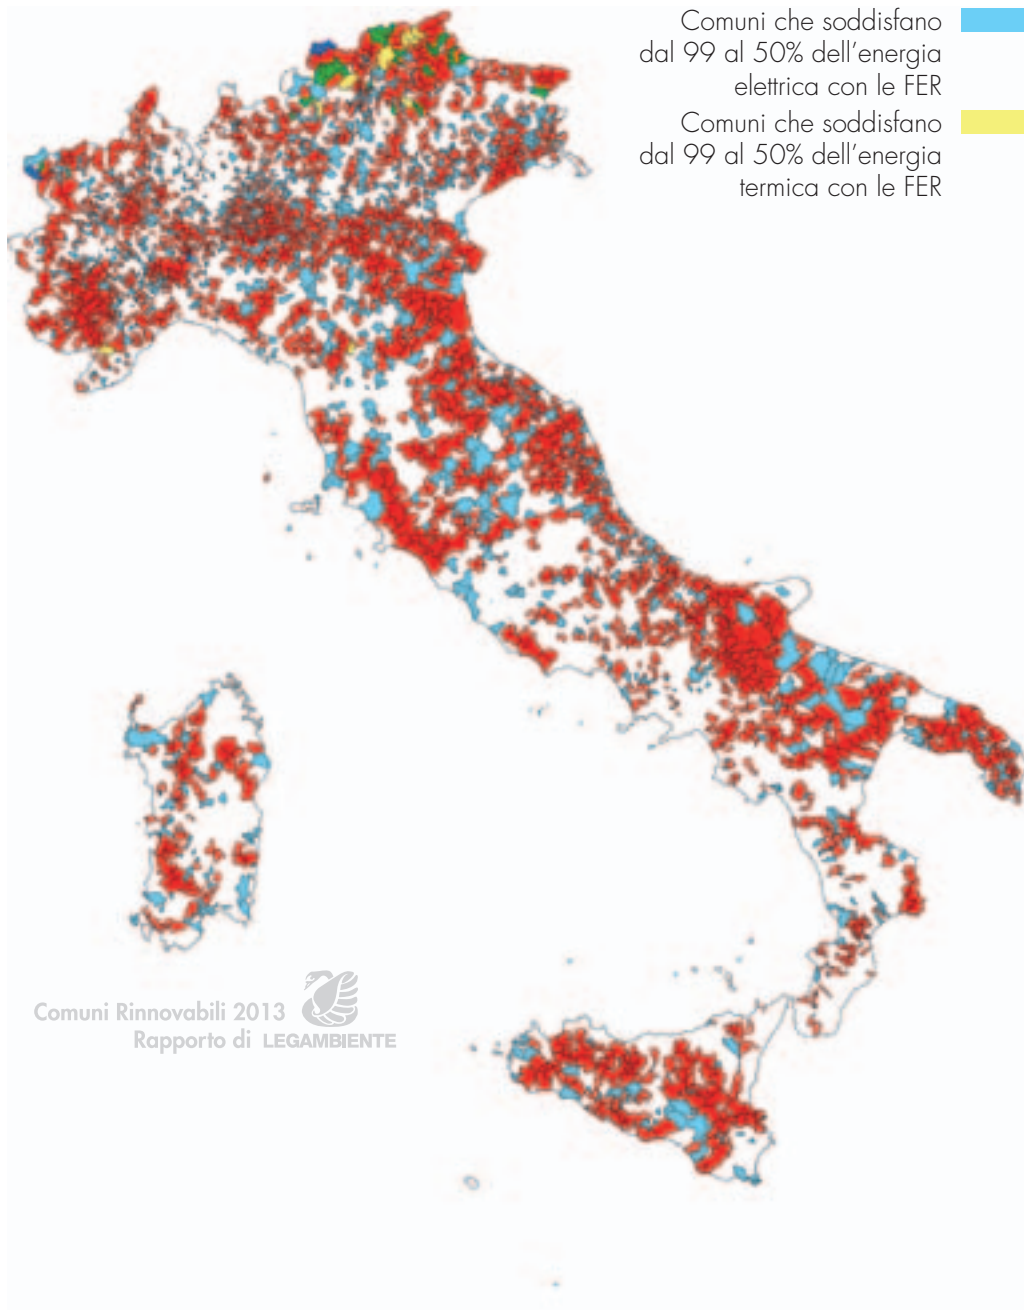 Comuni che soddisfano
dal 99 al 50% dell'energia
elettrica con le FER
Comuni che soddisfano
dal 99 al 50% dell'energia
termica con le FER
Comuni Rinnovabili 2013
Rapporto di LEGAMBIENTE